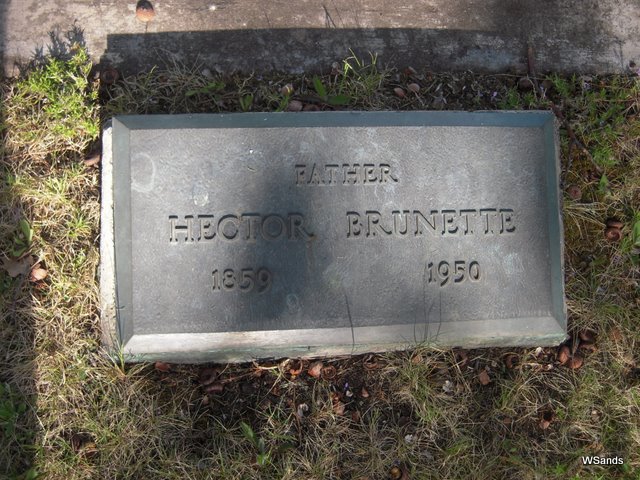 FATHER
HECTOR BRUNETTE
1859 1950
WSands